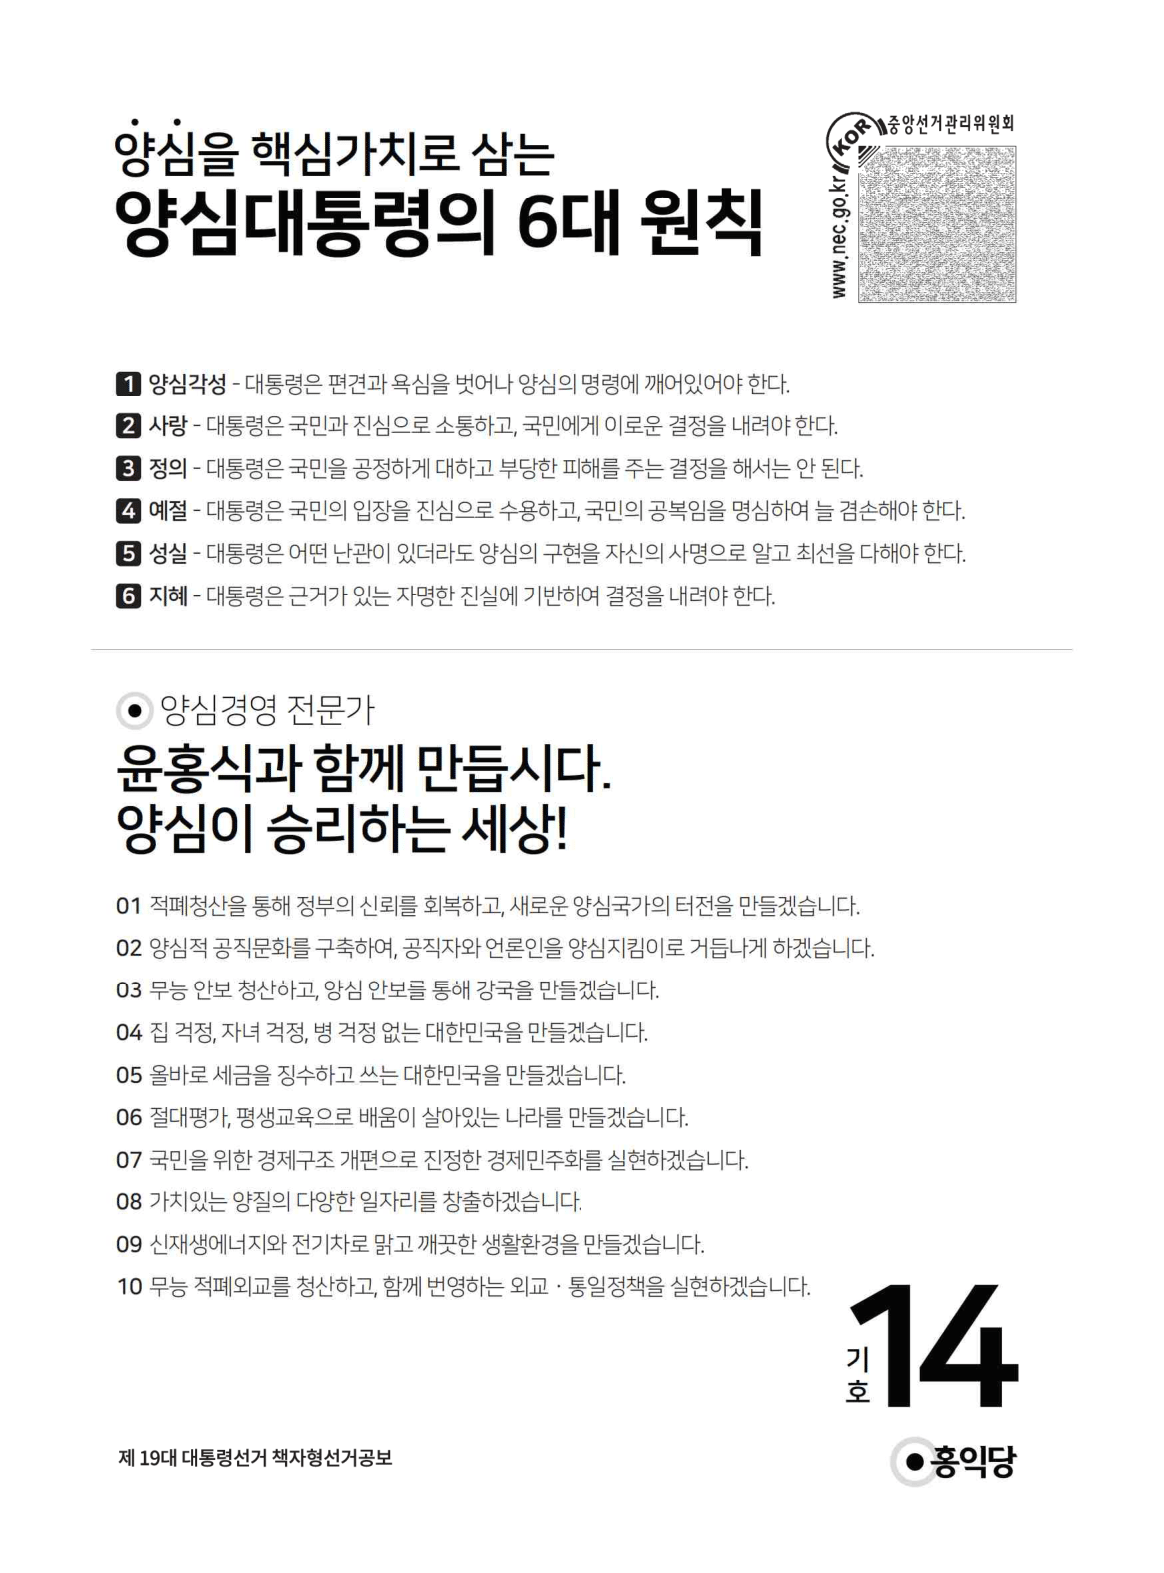 양심을 핵심가치로 삼는
양심대통령의 6대 원칙
KOR
중앙선거관리위원회
www.nec.go.kr
1 양심각성 - 대통령은 편견과 욕심을 벗어나 양심의 명령에 깨어있어야 한다.
2 사랑 - 대통령은 국민과 진심으로 소통하고, 국민에게 이로운 결정을 내려야 한다.
3 정의 - 대통령은 국민을 공정하게 대하고 부당한 피해를 주는 결정을 해서는 안 된다.
4 예절 - 대통령은 국민의 입장을 진심으로 수용하고, 국민의 공복임을 명심하여 늘 겸손해야 한다.
5 성실 - 대통령은 어떤 난관이 있더라도 양심의 구현을 자신의 사명으로 알고 최선을 다해야 한다.
6 지혜 - 대통령은 근거가 있는 자명한 진실에 기반하여 결정을 내려야 한다.
양심경영 전문가
윤홍식과 함께 만듭시다.
양심이 승리하는 세상!
01 적폐청산을 통해 정부의 신뢰를 회복하고, 새로운 양심국가의 터전을 만들겠습니다.
02 양심적 공직문화를 구축하여, 공직자와 언론인을 양심지킴이로 거듭나게 하겠습니다.
03 무능 안보 청산하고, 양심 안보를 통해 강국을 만들겠습니다.
04 집 걱정, 자녀 걱정, 병 걱정 없는 대한민국을 만들겠습니다.
05 올바로 세금을 징수하고 쓰는 대한민국을 만들겠습니다.
06 절대평가, 평생교육으로 배움이 살아있는 나라를 만들겠습니다.
07 국민을 위한 경제구조 개편으로 진정한 경제민주화를 실현하겠습니다.
08 가치있는 양질의 다양한 일자리를 창출하겠습니다.
09 신재생에너지와 전기차로 맑고 깨끗한 생활환경을 만들겠습니다.
10 무능 적폐외교를 청산하고, 함께 번영하는 외교 · 통일정책을 실현하겠습니다.
기호 14
제 19대 대통령선거 책자형선거공보
홍익당